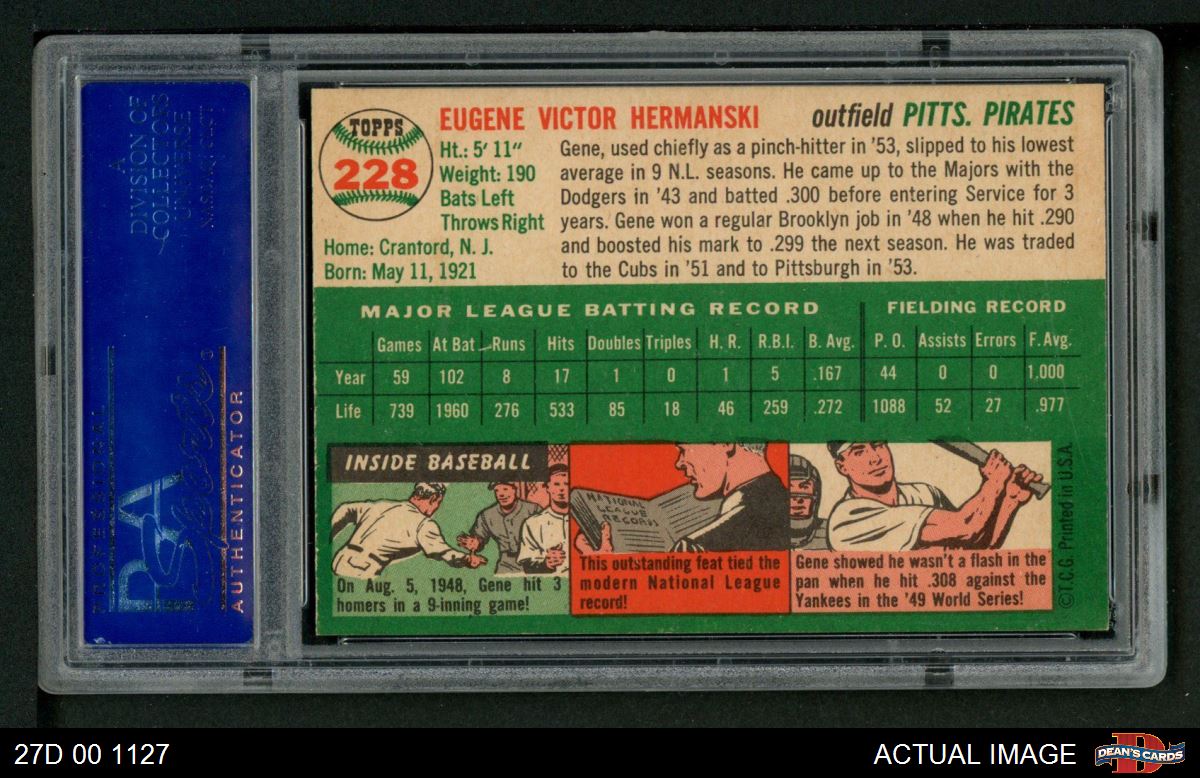 A
DIVISION OF
COLLECTORS
UNIVERSE
NASDAQ: CLCT
PROFESSIONAL
PSA
AUTHENTICATOR
TOPPS
228
EUGENE VICTOR HERMANSKI
outfield PITTS. PIRATES
Ht.: 5' 11"
Weight: 190
Bats Left
Throws Right
Home: Cranford, N. J.
Born: May 11, 1921
Gene, used chiefly as a pinch-hitter in '53, slipped to his lowest
average in 9 N.L. seasons. He came up to the Majors with the
Dodgers in '43 and batted .300 before entering Service for 3
years. Gene won a regular Brooklyn job in '48 when he hit .290
and boosted his mark to .299 the next season. He was traded
to the Cubs in '51 and to Pittsburgh in '53.
MAJOR LEAGUE BATTING RECORD FIELDING RECORD
Games At Bat Runs Hits Doubles Triples H. R. R.B.I. B. Avg. P. O. Assists Errors F. Avg.
Year 59 102 8 17 1 0 1 5 .167 44 0 0 1.000
Life 739 1960 276 533 85 18 46 259 .272 1088 52 27 .977
INSIDE BASEBALL
On Aug. 5, 1948, Gene hit 3
homers in a 9-inning game!
NATIONAL
LEAGUE
RECORDS
This outstanding feat tied the
modern National League
record!
Gene showed he wasn't a flash in the
pan when he hit .308 against the
Yankees in the '49 World Series!
©T.C.G. Printed in U.S.A.
27D 00 1127
ACTUAL IMAGE
DEAN'S CARDS